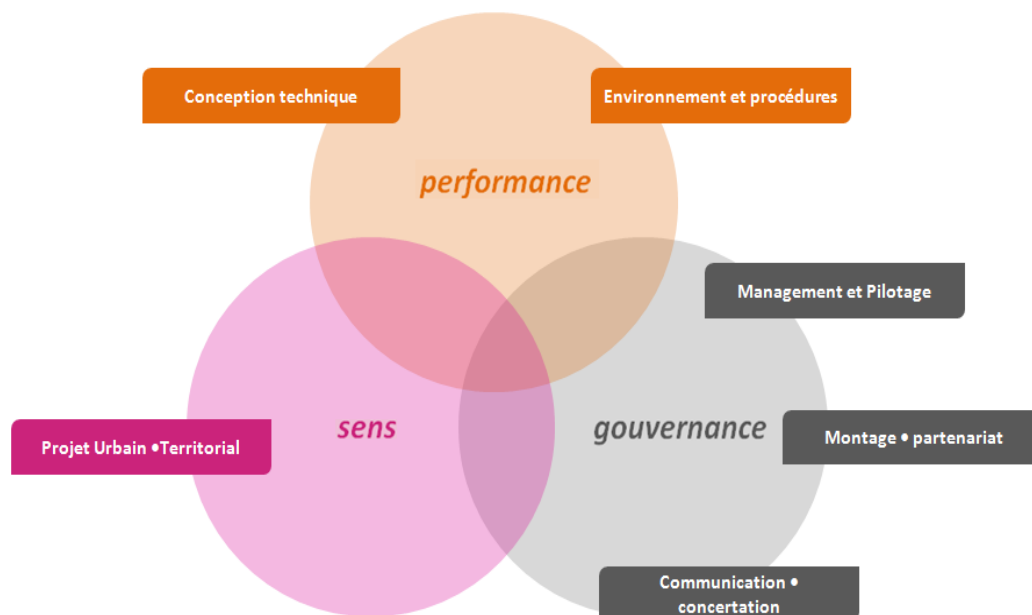 Conception technique
Environnement et procédures
performance
Management et Pilotage
sens
gouvernance
Projet Urbain •Territorial
Montage • partenariat
Communication •
concertation